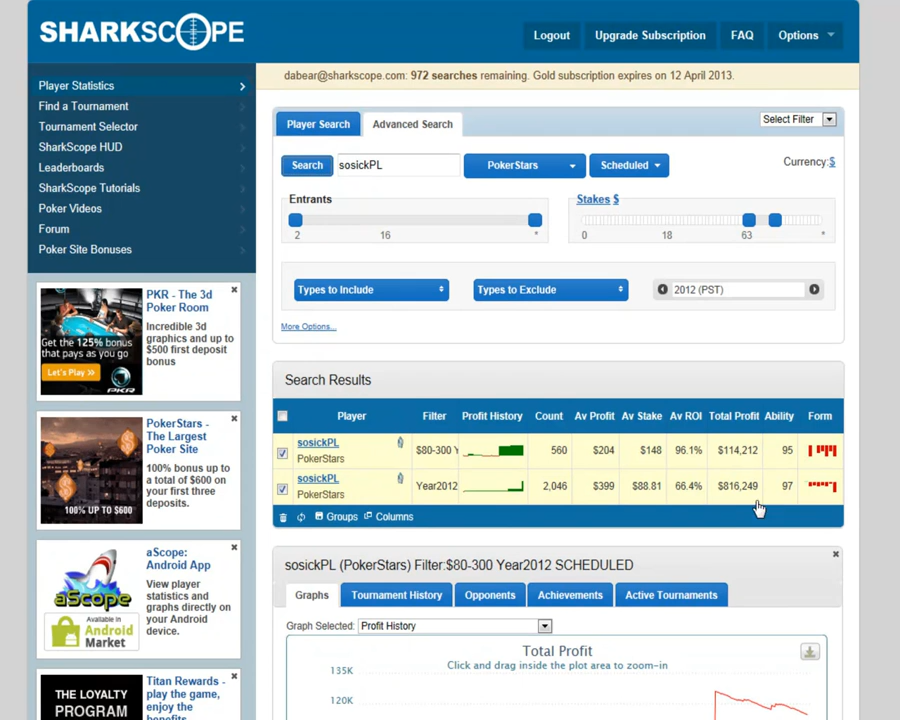 SHARKSCOPE
Logout
Upgrade Subscription
FAQ
Options
dabear@sharkscope.com: 972 searches remaining. Gold subscription expires on 12 April 2013.
Player Statistics
Find a Tournament
Tournament Selector
SharkScope HUD
Leaderboards
SharkScope Tutorials
Poker Videos
Forum
Poker Site Bonuses
Player Search
Advanced Search
Select Filter
Search
sosickPL
PokerStars
Scheduled
Currency:$
Entrants
2
16
*
Stakes $
0
18
63
*
Types to Include
Types to Exclude
2012 (PST)
More Options...
PKR - The 3d
Poker Room
Incredible 3d
graphics and up to
$500 first deposit
bonus
Get the 125% bonus
that pays as you go
Let's Play >>
PKR
PokerStars -
The Largest
Poker Site
100% bonus up to
a total of $600 on
your first three
deposits.
100% UP TO $600
aScope:
Android App
View player
statistics and
graphs directly on
your Android
device.
aScope
Available in
Android
Market
Titan Rewards -
play the game,
enjoy the
benefits
THE LOYALTY
PROGRAM
Search Results
Player Filter Profit History Count Av Profit Av Stake Av ROI Total Profit Ability Form
sosickPL
PokerStars
$80-300 Y 560 $204 $148 96.1% $114,212 95
sosickPL
PokerStars
Year2012 2,046 $399 $88.81 66.4% $816,249 97
Groups
Columns
sosickPL (PokerStars) Filter:$80-300 Year2012 SCHEDULED
Graphs
Tournament History
Opponents
Achievements
Active Tournaments
Graph Selected: Profit History
Total Profit
Click and drag inside the plot area to zoom-in
135K
120K